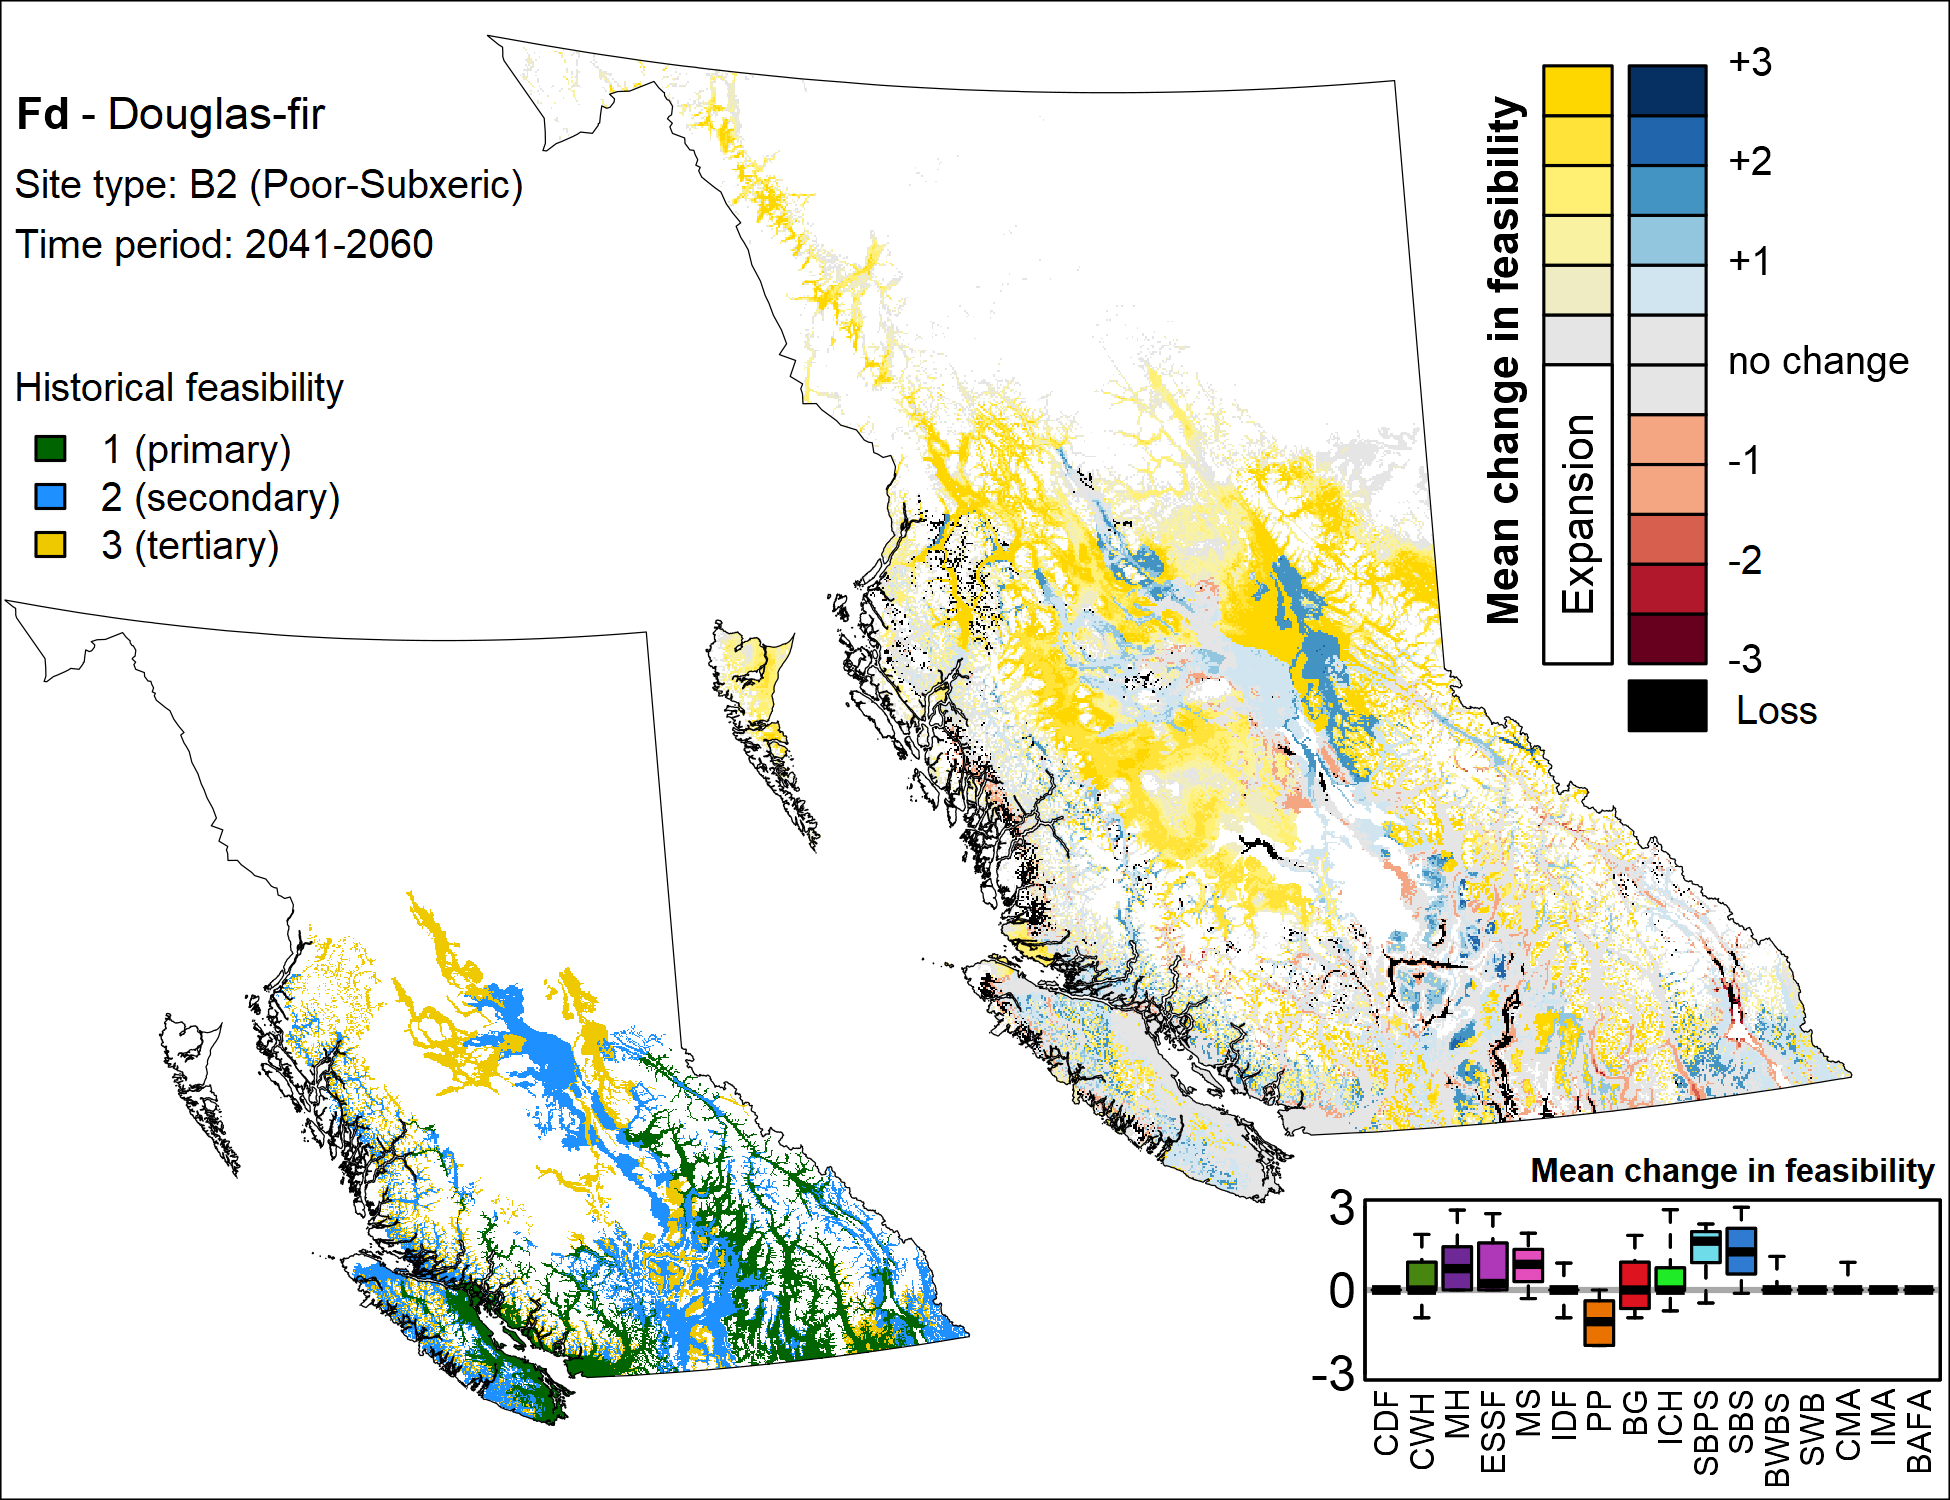 Fd - Douglas-fir
Site type: B2 (Poor-Subxeric)
Time period: 2041-2060
Historical feasibility
1 (primary)
2 (secondary)
3 (tertiary)
Mean change in feasibility
Expansion
+3
+2
+1
no change
-1
-2
-3
Loss
Mean change in feasibility
3
0
-3
CDF
CWH
MH
ESSF
MS
IDF
PP
BG
ICH
SBPS
SBS
BWBS
SWB
CMA
IMA
BAFA